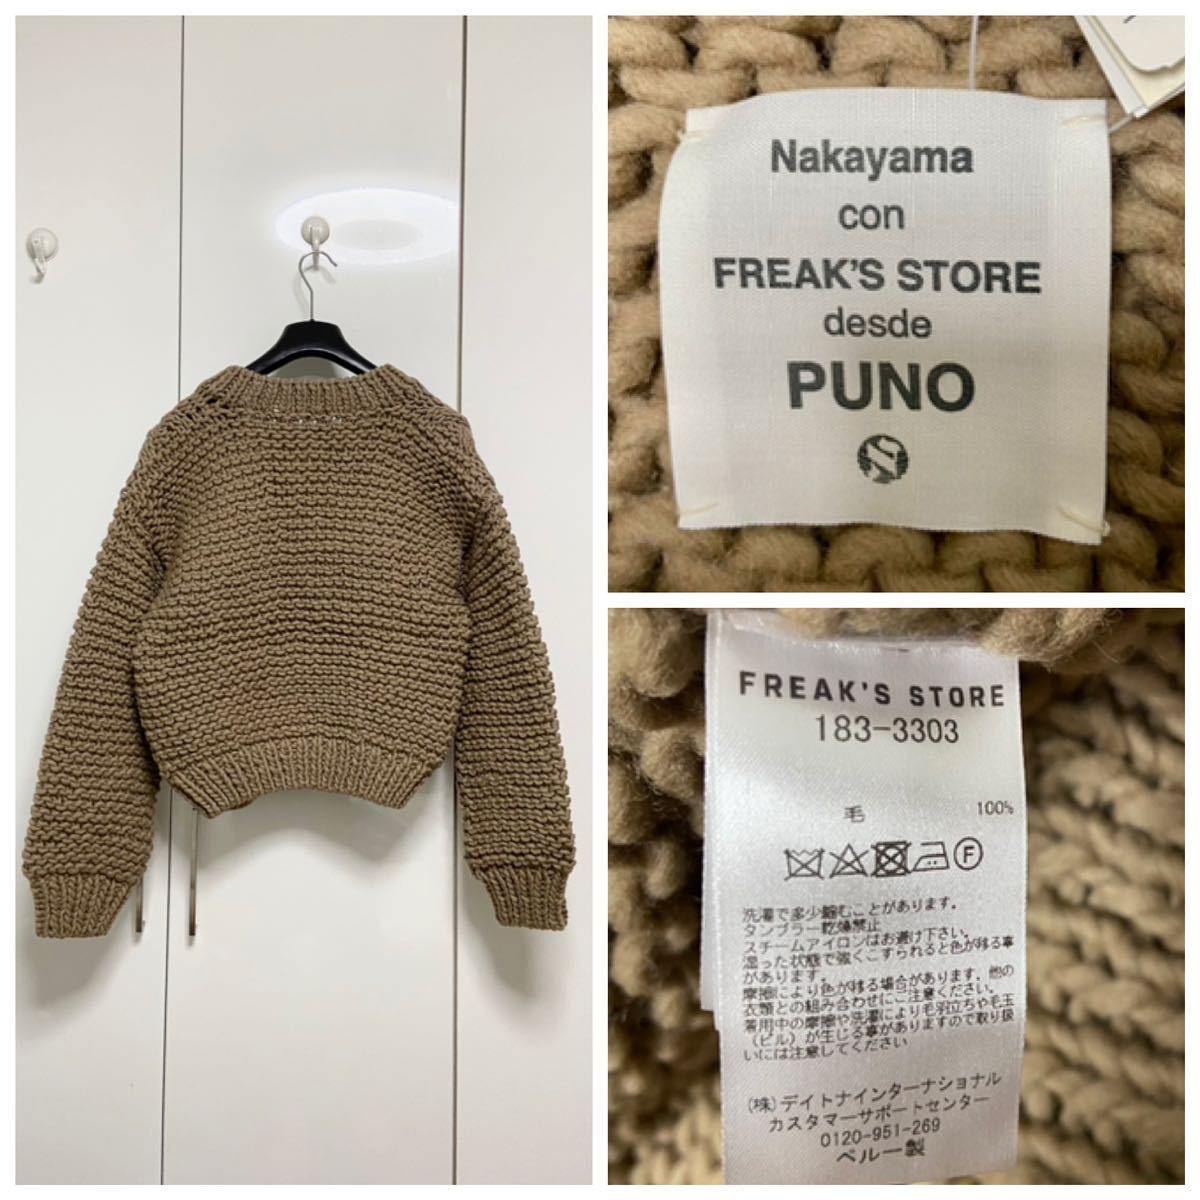 Nakayama
con
FREAK'S STORE
desde
PUNO
S
FREAK'S STORE
183-3303
毛 100%
F
洗濯で多少縮むことがあります。
タンブラー乾燥禁止
スチームアイロンはお避け下さい。
湿った状態で強くこすられると色が移る事
があります。
摩擦により色が移る場合があります。他の
衣類との組み合わせにご注意ください。
着用中の摩擦や洗濯により毛羽立ちや毛玉
（ピル）が生じる事がありますので取り扱
いには注意してください
(株)デイトナインターナショナル
カスタマーサポートセンター
0120-951-269
ペルー製